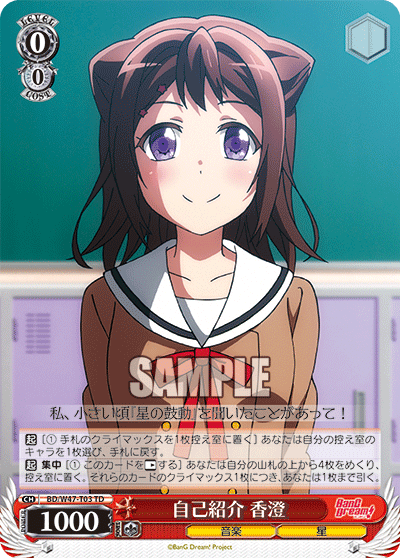 LEVEL
0
0
COST
SAMPLE
私、小さい頃『星の鼓動』を聞いたことがあって！
起［① 手札のクライマックスを1枚控え室に置く］あなたは自分の控え室の
キャラを1枚選び、手札に戻す。
起 集中［① このカードを する］あなたは自分の山札の上から4枚をめくり、
控え室に置く。それらのカードのクライマックス1枚につき、あなたは1枚まで引く。
CH BD/W47-T03 TD
自己紹介 香澄
BanG Dream!
1000
音楽 星
©BanG Dream! Project